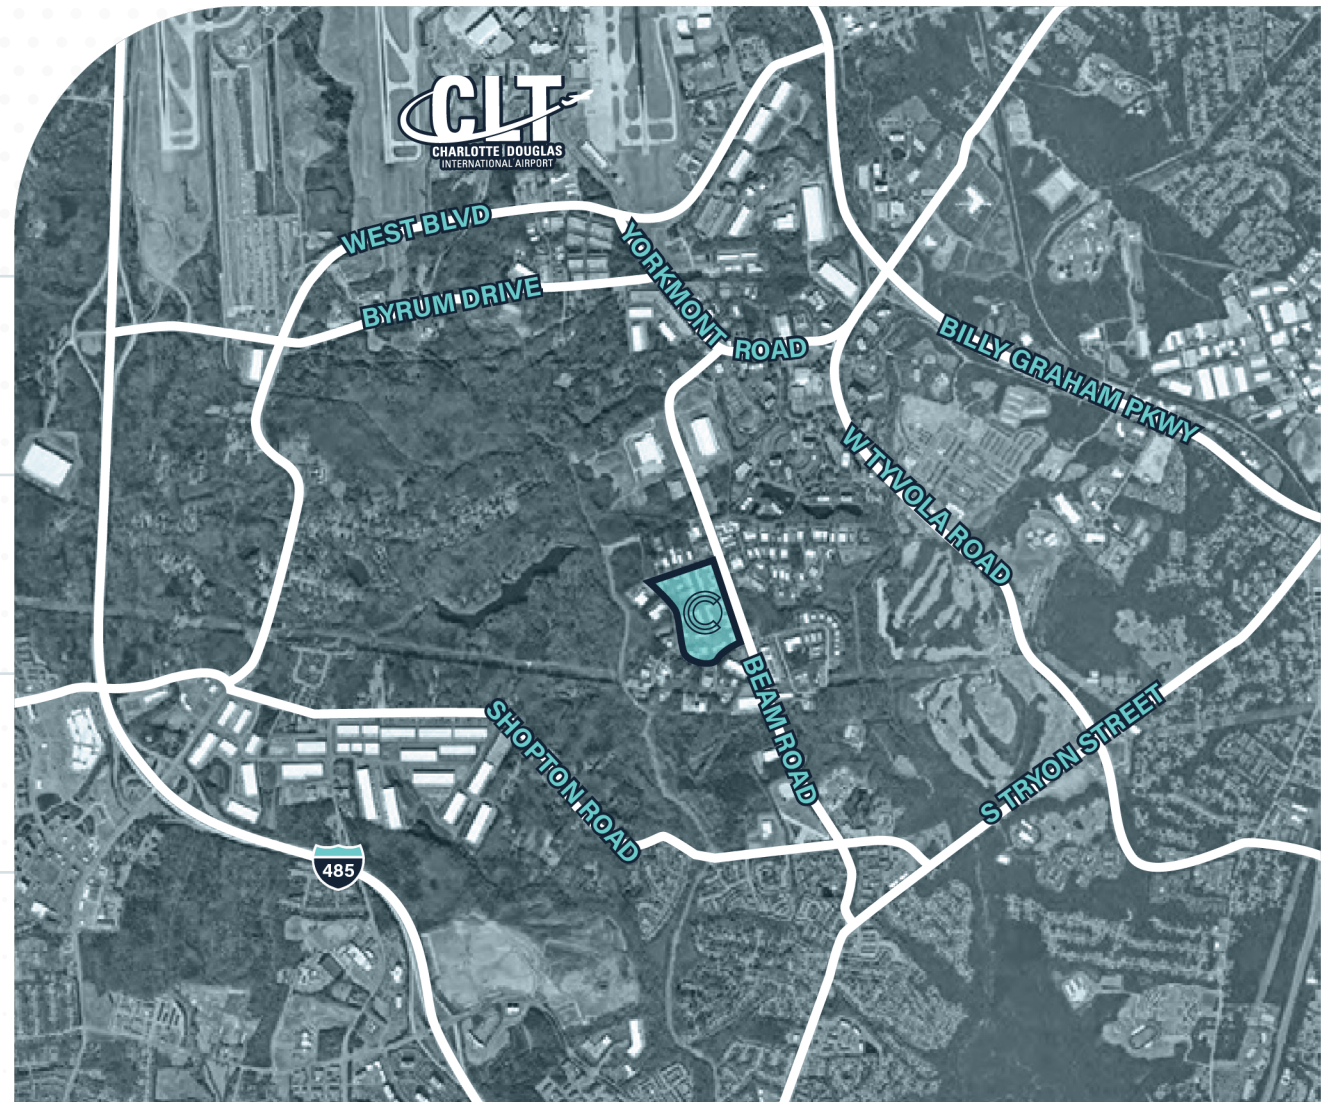 CLT
CHARLOTTE | DOUGLAS
INTERNATIONAL AIRPORT
WEST BLVD
YORKMONT ROAD
BYRUM DRIVE
BILLY GRAHAM PKWY
W TYVOLA ROAD
BEAM ROAD
SHOPTON ROAD
S TRYON STREET
485